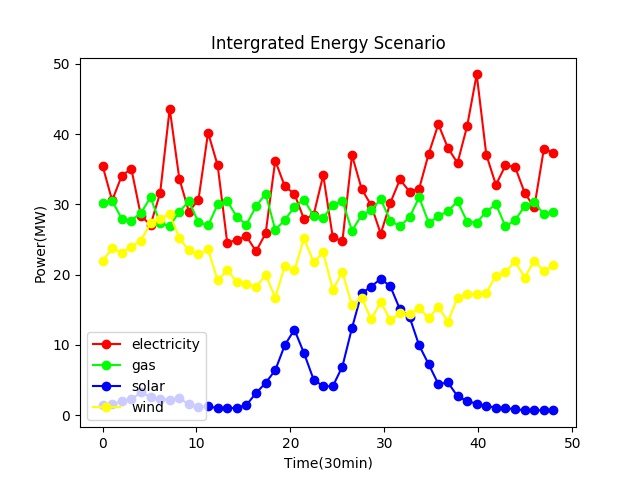 Intergrated Energy Scenario
50
40
30
20
10
0
Power(MW)
electricity
gas
solar
wind
0 10 20 30 40 50
Time(30min)